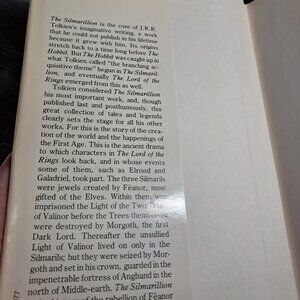 The Silmarillion is the core of J.R.R.
Tolkien's imaginative writing, a work
that he could not publish in his lifetime
because it grew with him. Its origins
stretch back to a time long before The
Hobbit. But The Hobbit was caught up in
what Tolkien called "the branching ac-
quisitive theme" begun in The Silmaril-
lion, and eventually The Lord of the
Rings emerged from this as well.
Tolkien considered The Silmarillion
his most important work, and, though
published last and posthumously, this
great collection of tales and legends
clearly sets the stage for all his other
works. For this is the story of the crea-
tion of the world and the happenings of
the First Age. This is the ancient drama
to which characters in The Lord of the
Rings look back, and in whose events
some of them, such as Elrond and
Galadriel, took part. The three Silmarils
were jewels created by Fëanor, most
gifted of the Elves. Within them was
imprisoned the Light of the Two Trees
of Valinor before the Trees themselves
were destroyed by Morgoth, the first
Dark Lord. Thereafter the unsullied
Light of Valinor lived on only in the
Silmarils; but they were seized by Mor-
goth and set in his crown, guarded in the
impenetrable fortress of Angband in the
north of Middle-earth. The Silmarillion
of the rebellion of Fëanor